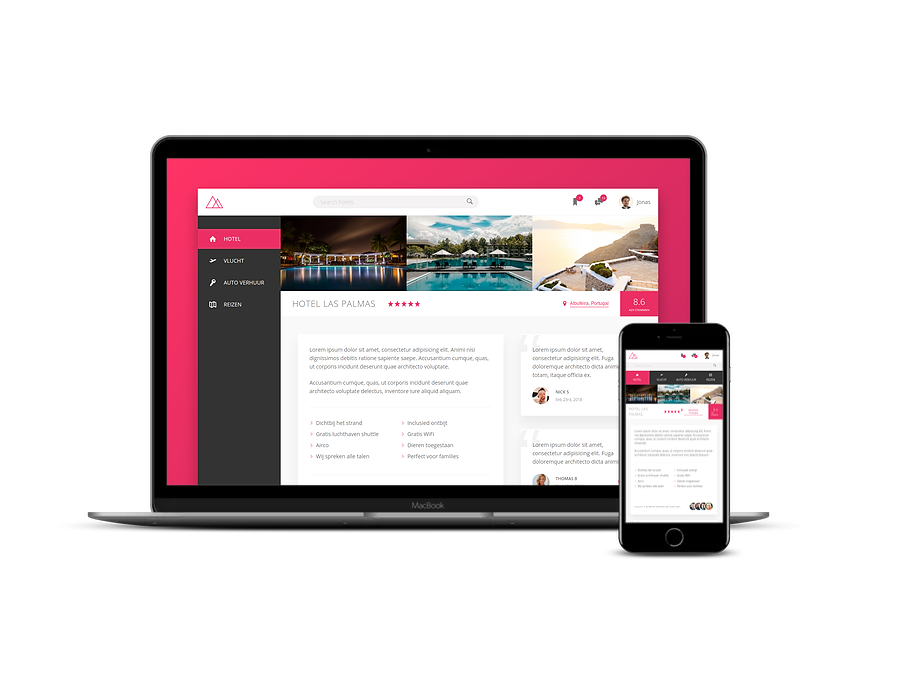 Search hotels
Jonas
HOTEL
VLUCHT
AUTO VERHUUR
REIZEN
HOTEL LAS PALMAS
Albufeira, Portugal
8.6
Lorem ipsum dolor sit amet, consectetur adipisicing elit. Animi nisi
dignissimos debitis ratione sapiente saepe. Accusantium cumque, quas,
ut corporis incidunt deserunt quae architecto voluptate.
Accusantium cumque, quas, ut corporis incidunt deserunt quae
architecto voluptate delectus, inventore iure aliquid aliquam.
Dichtbij het strand
Gratis luchthaven shuttle
Airco
Wij spreken alle talen
Inclusied ontbijt
Gratis WiFi
Dieren toegestaan
Perfect voor families
Lorem ipsum dolor sit amet,
consectetur adipisicing elit. Fuga
doloremque architecto dicta animi
totam, itaque officia ex.
NICK S
Feb 23rd, 2018
Lorem ipsum dolor sit amet,
consectetur adipisicing elit. Fuga
doloremque architecto dicta animi
THOMAS B
MacBook
HOTEL
VLUCHT
AUTO VERHUUR
REIZEN
HOTEL LAS
PALMAS